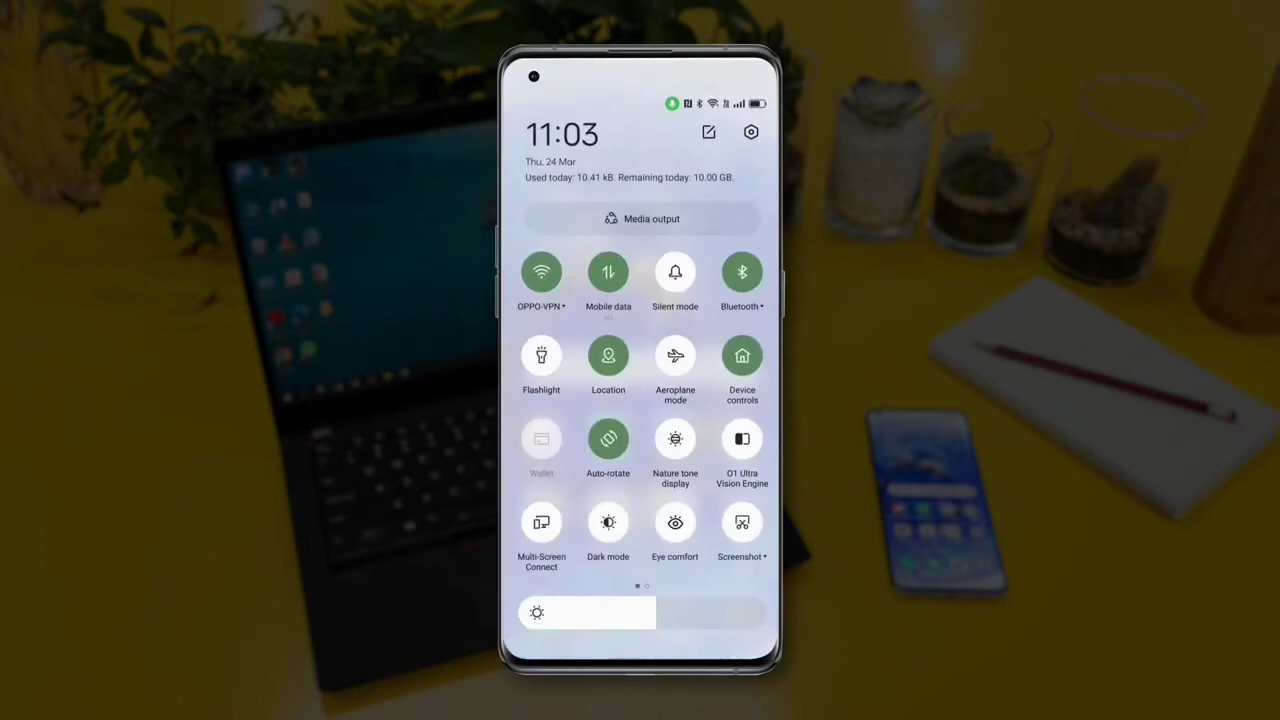 11:03
Thu, 24 Mar
Used today: 10.41 kB. Remaining today: 10.00 GB.
Media output
OPPO-VPN
Mobile data
Silent mode
Bluetooth
Flashlight
Location
Aeroplane
mode
Device
controls
Wallet
Auto-rotate
Nature tone
display
O1 Ultra
Vision Engine
Multi-Screen
Connect
Dark mode
Eye comfort
Screenshot